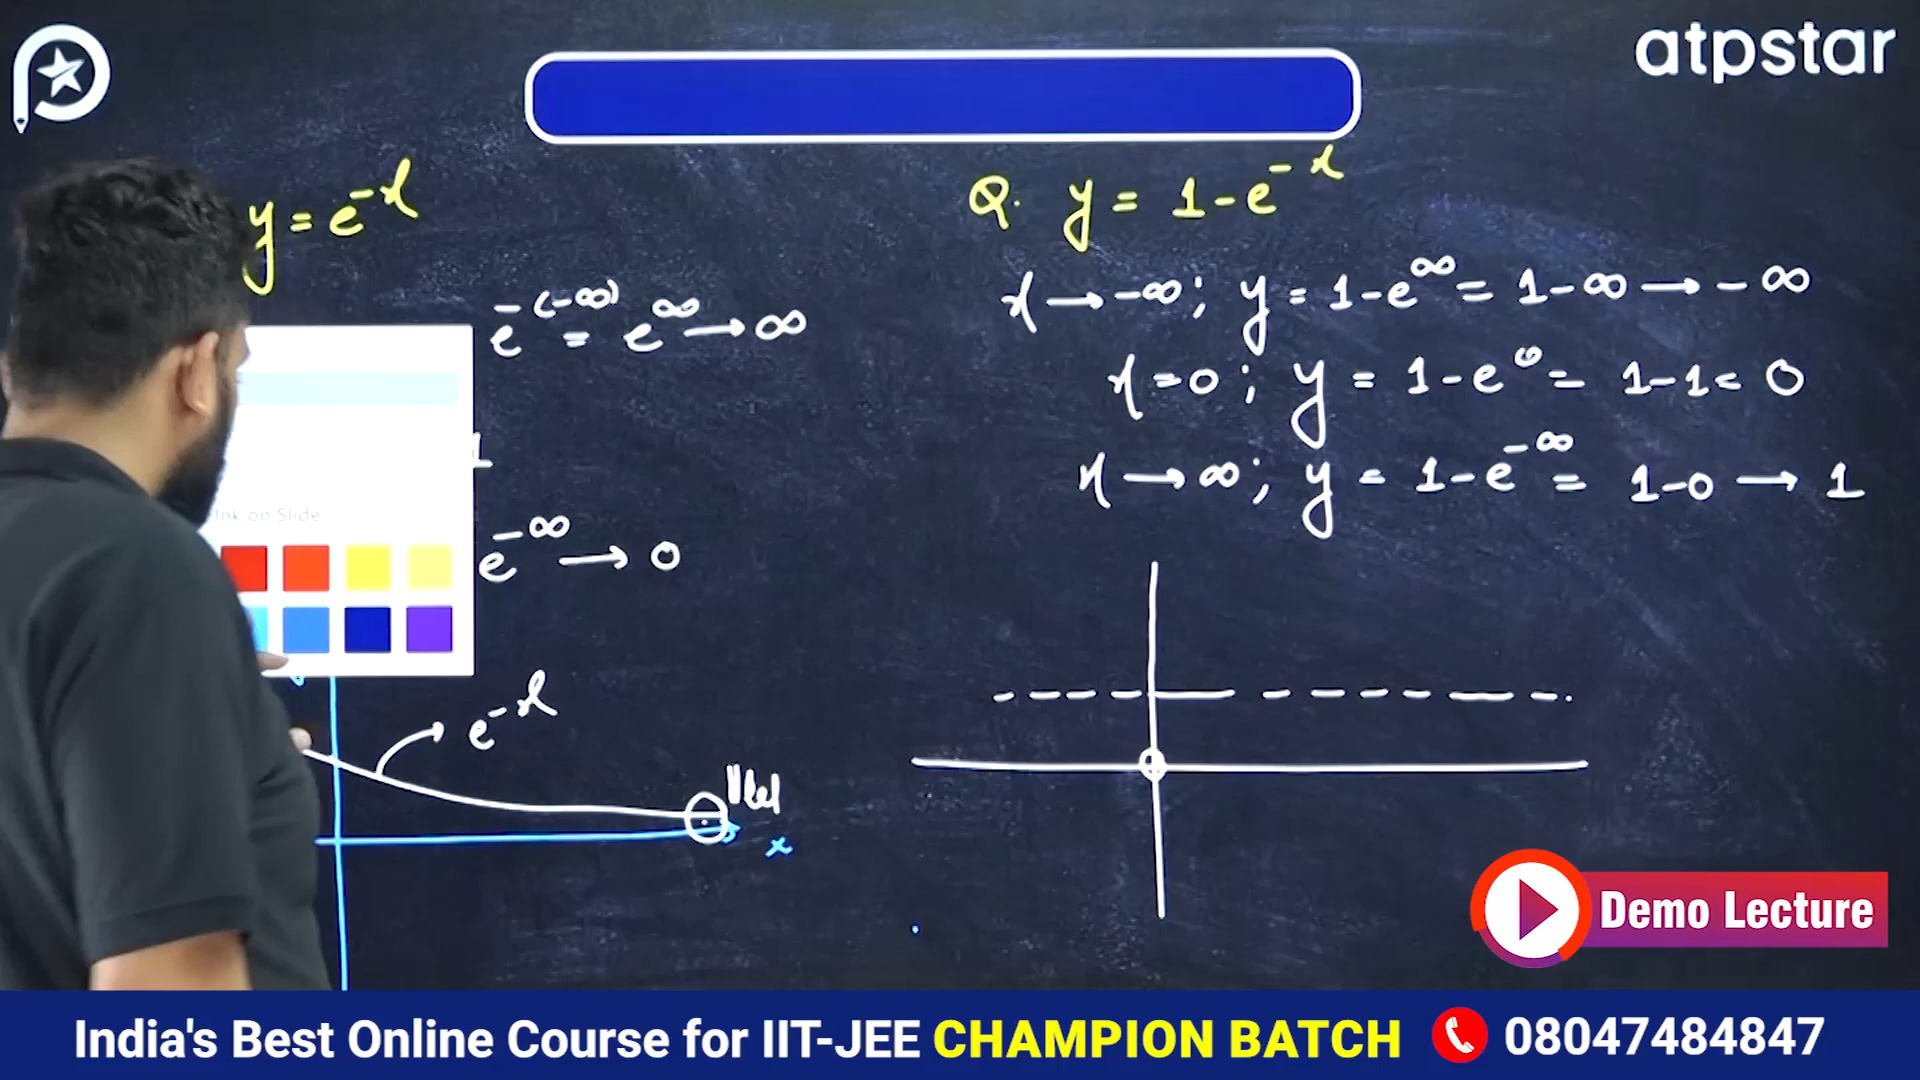 atpstar
y = e^-x
e^-(-∞) = e^∞ → ∞
1
Ink on Slide
e^-∞ → 0
e^-x
x
Q. y = 1 - e^-x
x → -∞ ; y = 1 - e^∞ = 1 - ∞ → - ∞
x = 0 ; y = 1 - e^0 = 1 - 1 = 0
x → ∞ ; y = 1 - e^-∞ = 1 - 0 → 1
Demo Lecture
India's Best Online Course for IIT-JEE CHAMPION BATCH 08047484847